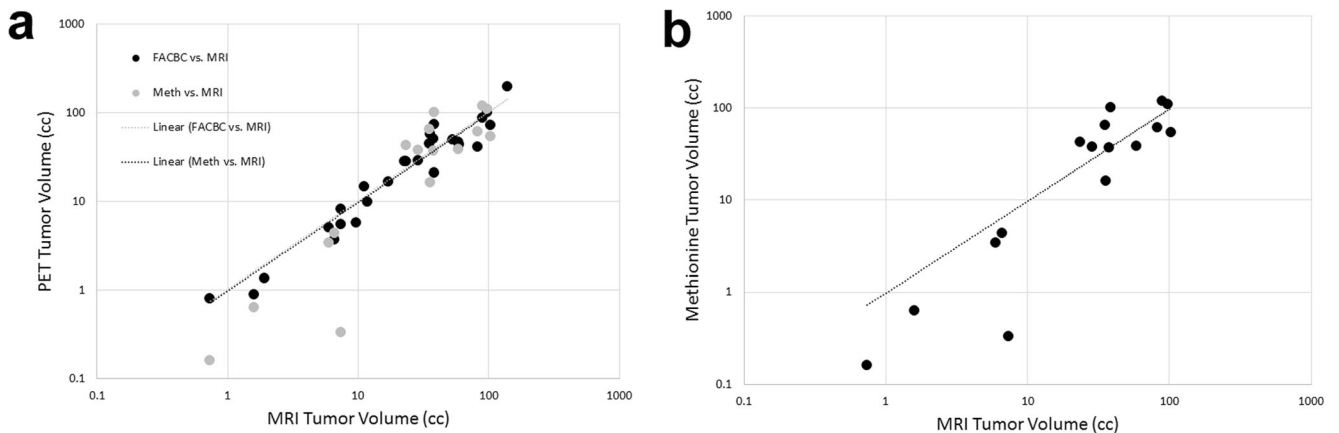 a
1000
100
10
1
0.1
PET Tumor Volume (cc)
FACBC vs. MRI
Meth vs. MRI
Linear (FACBC vs. MRI)
Linear (Meth vs. MRI)
0.1 1 10 100 1000
MRI Tumor Volume (cc)
b
1000
100
10
1
0.1
Methionine Tumor Volume (cc)
0.1 1 10 100 1000
MRI Tumor Volume (cc)